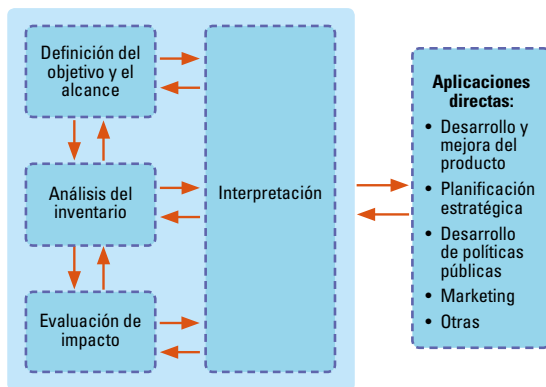 Definición del
objetivo y el
alcance
Análisis del
inventario
Evaluación de
impacto
Interpretación
Aplicaciones
directas:
• Desarrollo y
mejora del
producto
• Planificación
estratégica
• Desarrollo
de políticas
públicas
• Marketing
• Otras